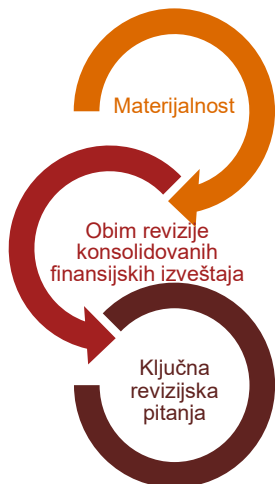 Materijalnost
Obim revizije
konsolidovanih
finansijskih izveštaja
Ključna
revizijska
pitanja